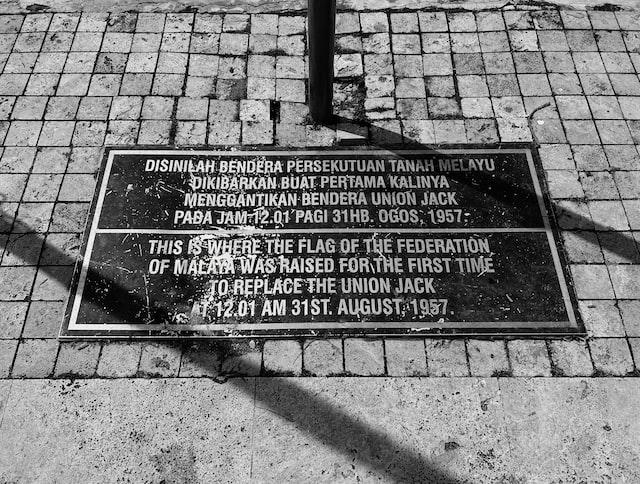 DISINILAH BENDERA PERSEKUTUAN TANAH MELAYU
DIKIBARKAN BUAT PERTAMA KALINYA
MENGGANTIKAN BENDERA UNION JACK
PADA JAM 12.01 PAGI 31HB. OGOS, 1957.
THIS IS WHERE THE FLAG OF THE FEDERATION
OF MALAYA WAS RAISED FOR THE FIRST TIME
TO REPLACE THE UNION JACK
AT 12.01 AM 31ST. AUGUST, 1957.